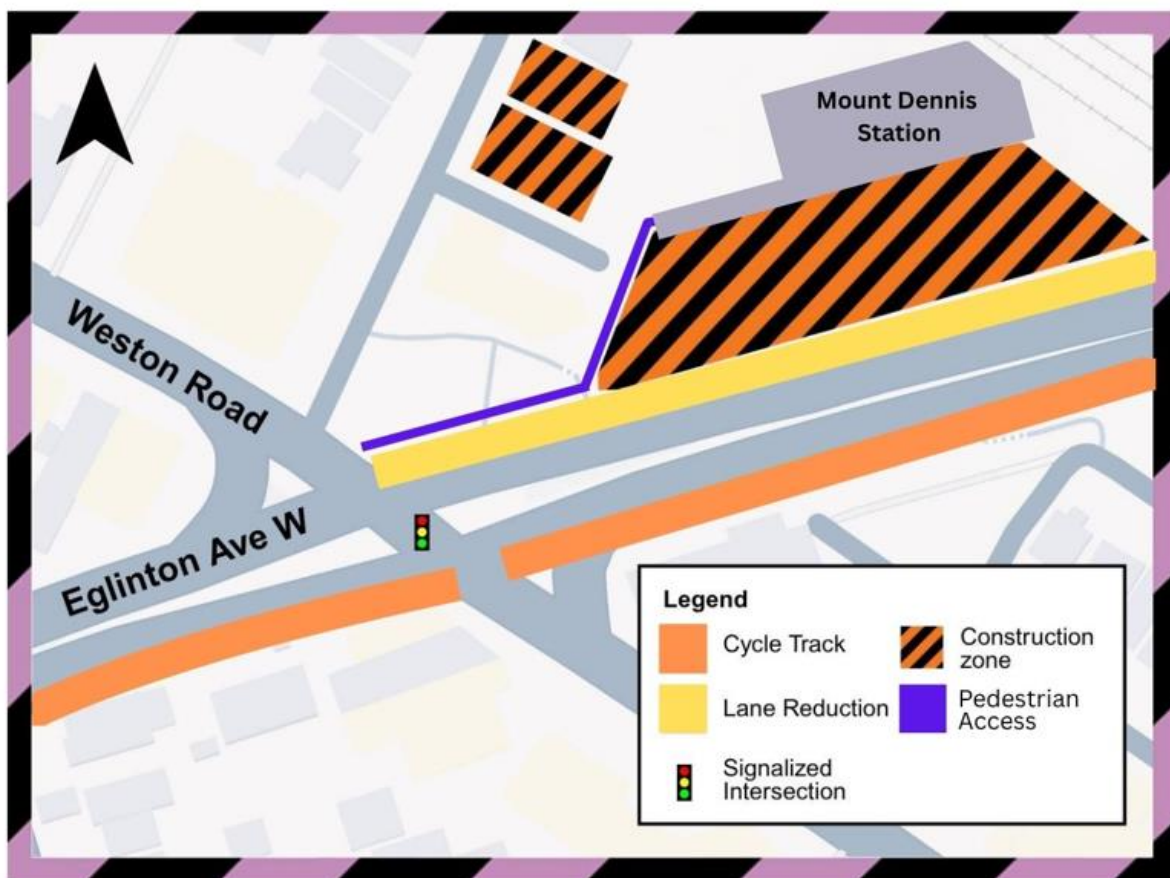 Mount Dennis
Station
Weston Road
Eglinton Ave W
Legend
Cycle Track
Construction
zone
Lane Reduction
Pedestrian
Access
Signalized
Intersection